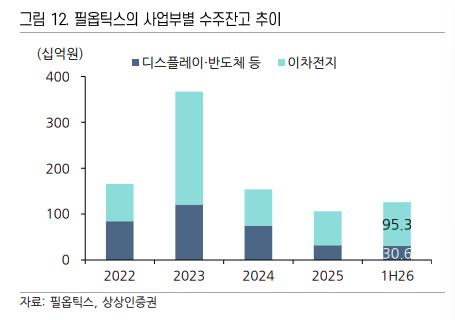 그림 12. 필옵틱스의 사업부별 수주잔고 추이
(십억원)
디스플레이·반도체 등
이차전지
400
300
200
100
0
95.3
30.6
2022
2023
2024
2025
1H26
자료: 필옵틱스, 상상인증권